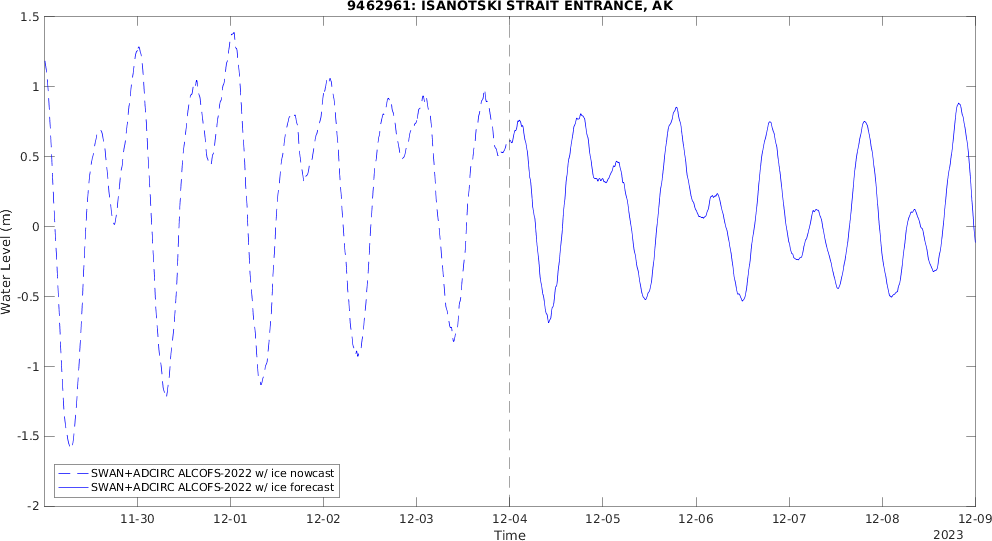 9462961: ISANOTSKI STRAIT ENTRANCE, AK
1.5
1
0.5
0
-0.5
-1
-1.5
-2
Water Level (m)
SWAN+ADCIRC ALCOFS-2022 w/ ice nowcast
SWAN+ADCIRC ALCOFS-2022 w/ ice forecast
11-30 12-01 12-02 12-03 12-04 12-05 12-06 12-07 12-08 12-09
Time
2023